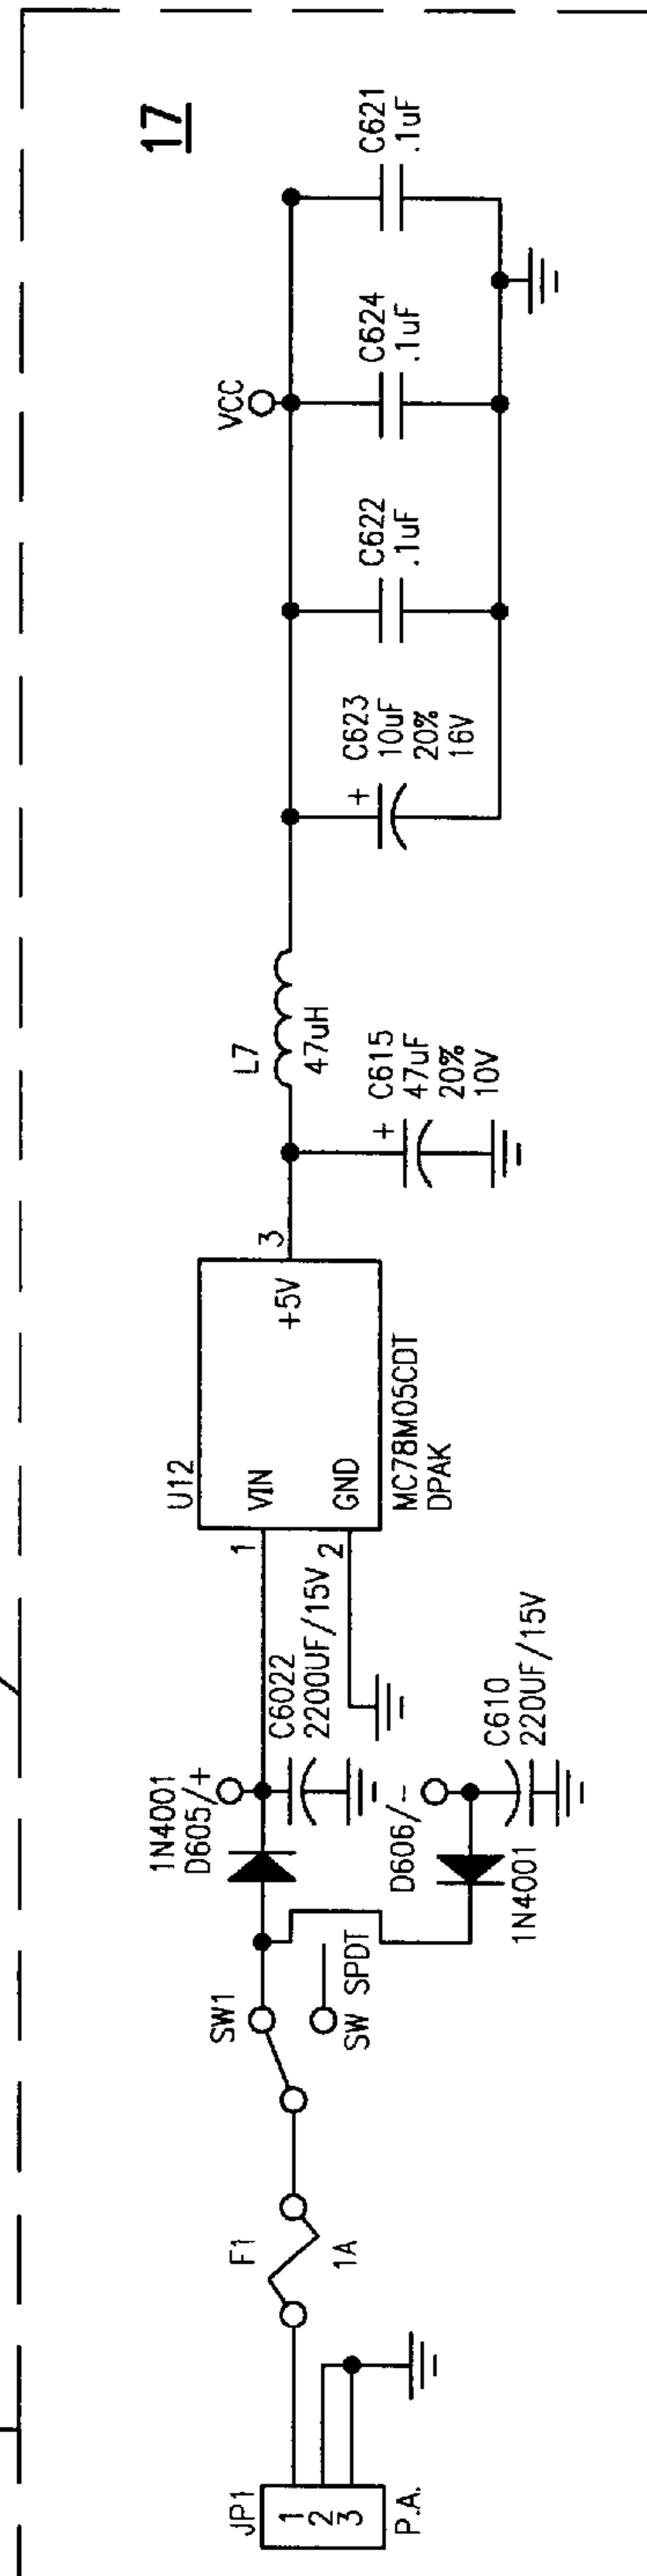 17
JP1
1
2
3
P.A.
F1
1A
SW1
SW SPDT
1N4001
D605/+
C6022
2200UF/15V
D606/-
1N4001
C610
220UF/15V
U12
1
VIN
2
GND
+5V
3
MC78M05CDT
DPAK
L7
47uH
+
C615
47uF
20%
10V
+
C623
10uF
20%
16V
C622
.1uF
VCC
C624
.1uF
C621
.1uF